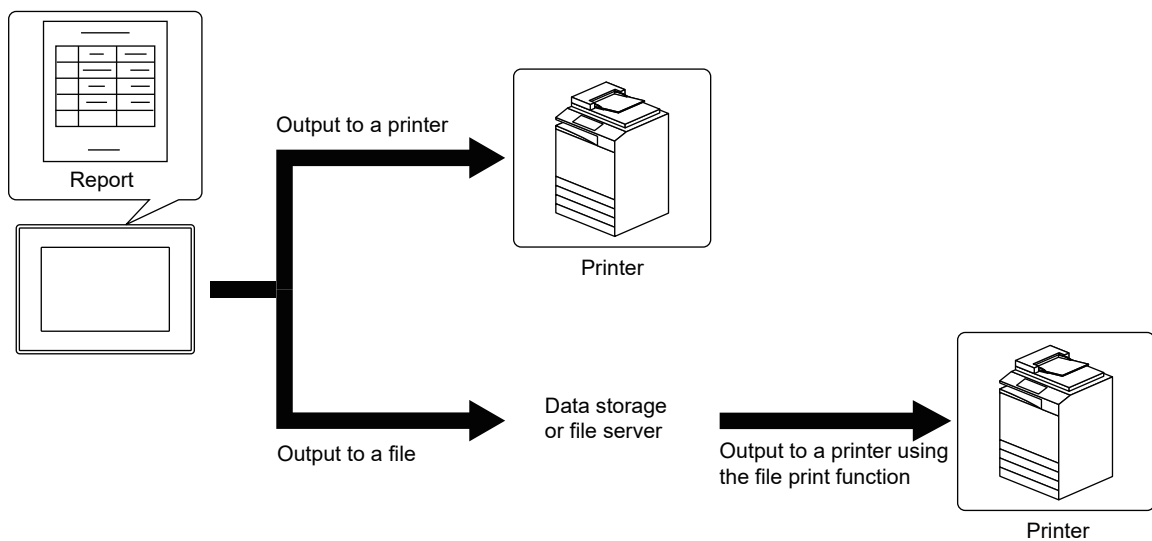 Report
Output to a printer
Printer
Output to a file
Data storage
or file server
Output to a printer using
the file print function
Printer